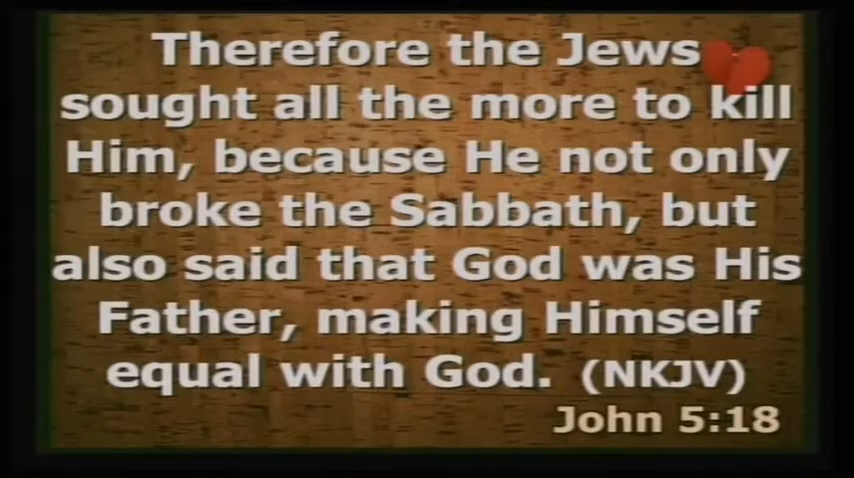 Therefore the Jews
sought all the more to kill
Him, because He not only
broke the Sabbath, but
also said that God was His
Father, making Himself
equal with God. (NKJV)
John 5:18